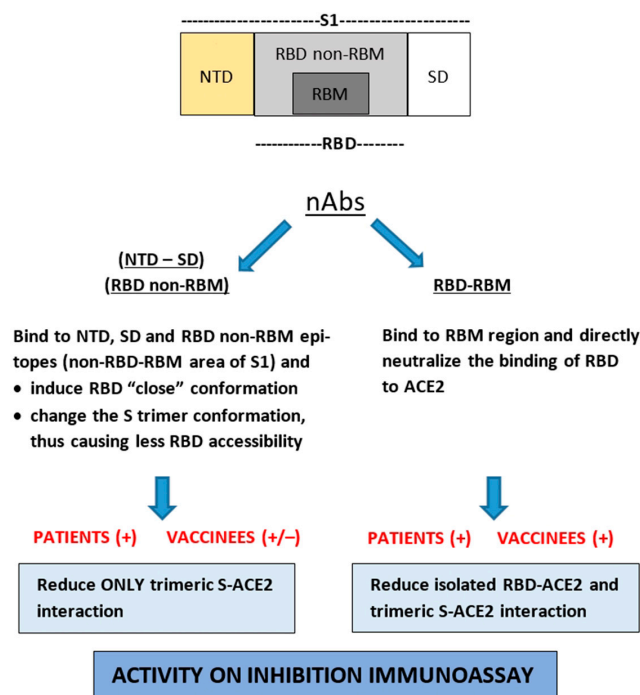 -----------------------S1----------------------
NTD
RBD non-RBM
RBM
SD
------------RBD--------
nAbs
(NTD – SD)
(RBD non-RBM)
Bind to NTD, SD and RBD non-RBM epi-
topes (non-RBD-RBM area of S1) and
• induce RBD “close” conformation
• change the S trimer conformation,
thus causing less RBD accessibility
PATIENTS (+) VACCINEES (+/–)
Reduce ONLY trimeric S-ACE2
interaction
RBD-RBM
Bind to RBM region and directly
neutralize the binding of RBD
to ACE2
PATIENTS (+) VACCINEES (+)
Reduce isolated RBD-ACE2 and
trimeric S-ACE2 interaction
ACTIVITY ON INHIBITION IMMUNOASSAY